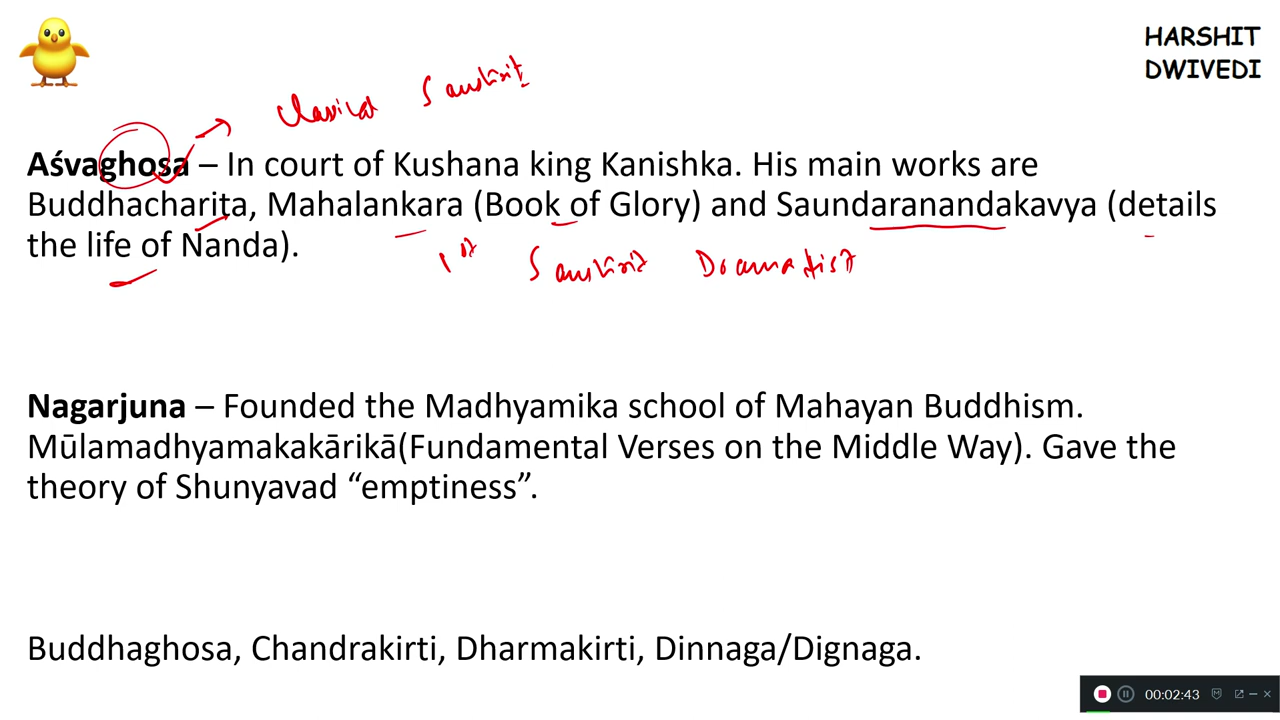 HARSHIT
DWIVEDI
Classical Sanskrit
Aśvaghosa – In court of Kushana king Kanishka. His main works are
Buddhacharita, Mahalankara (Book of Glory) and Saundaranandakavya (details
the life of Nanda).
1st Sanskrit Dramatist
Nagarjuna – Founded the Madhyamika school of Mahayan Buddhism.
Mūlamadhyamakakārikā(Fundamental Verses on the Middle Way). Gave the
theory of Shunyavad “emptiness”.
Buddhaghosa, Chandrakirti, Dharmakirti, Dinnaga/Dignaga.
00:02:43